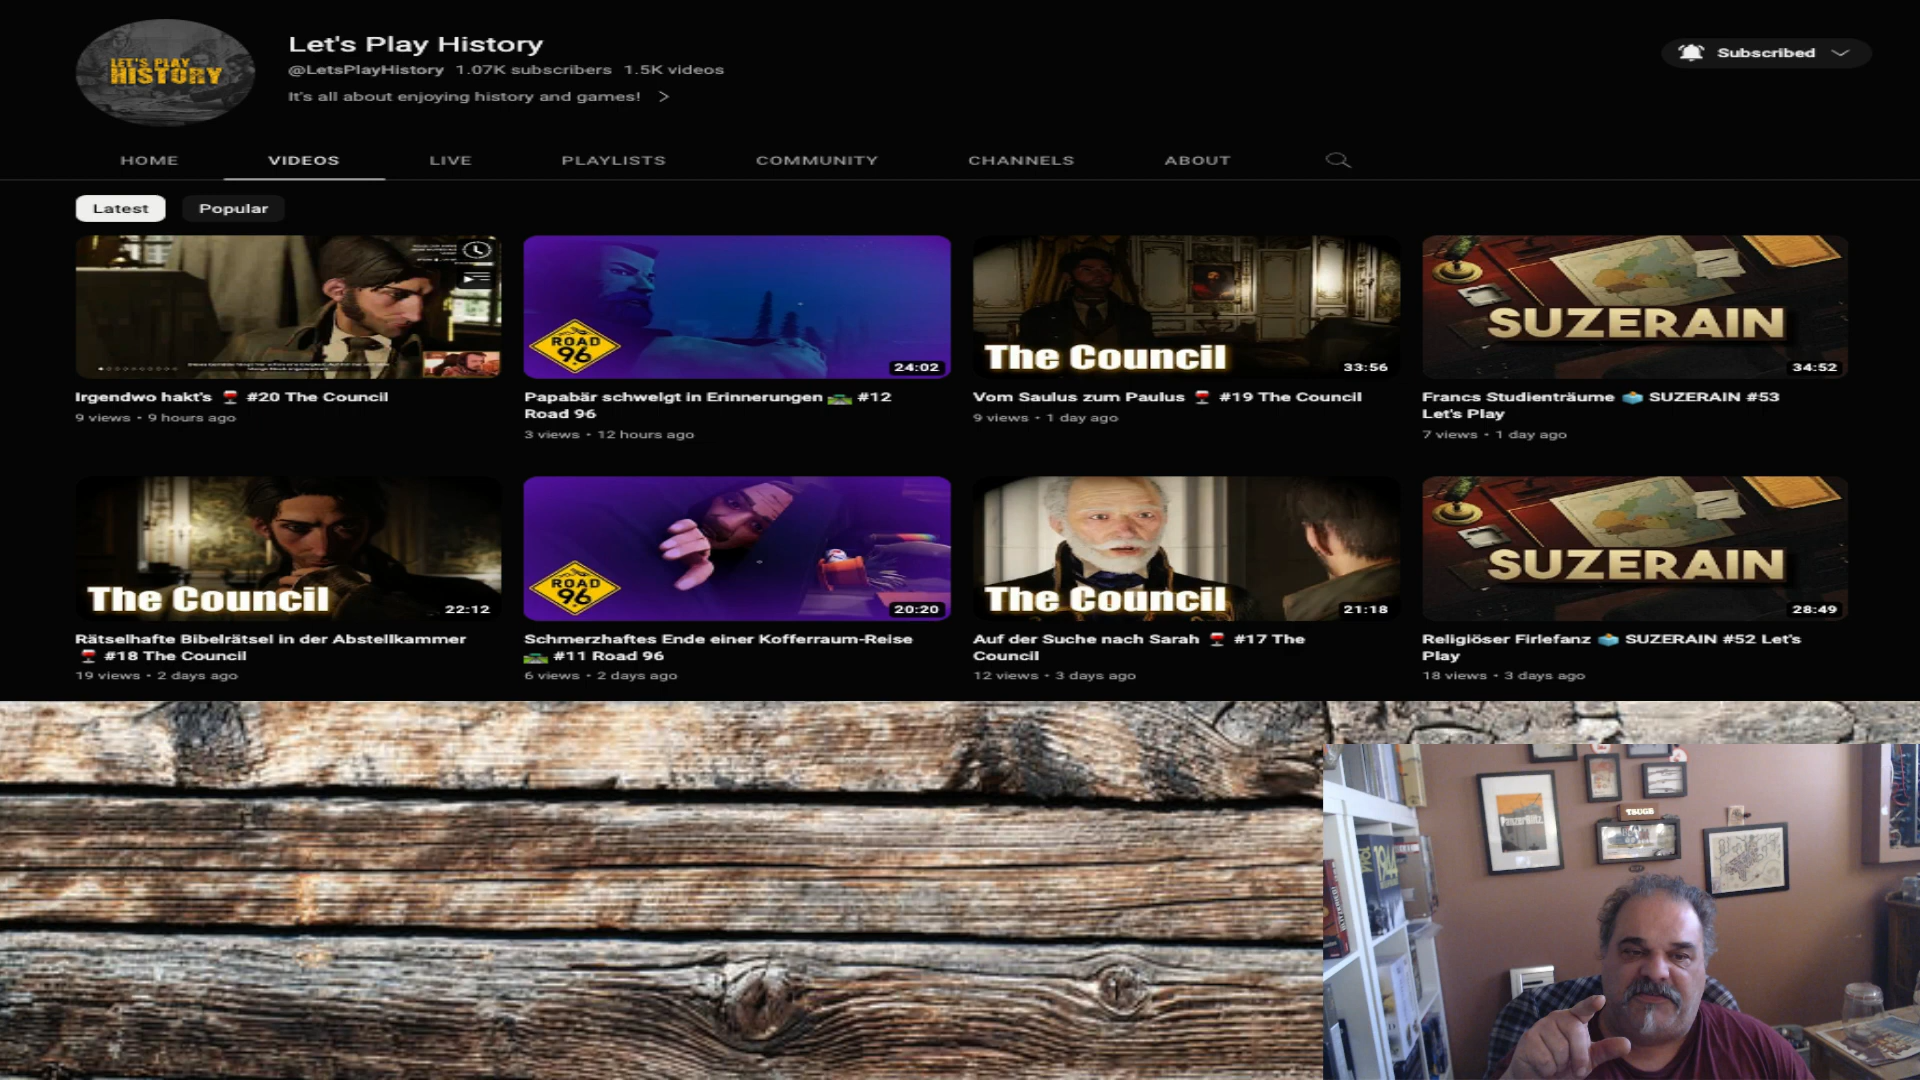 LET'S PLAY
HISTORY
Let's Play History
@LetsPlayHistory 1.07K subscribers 1.5K videos
It's all about enjoying history and games!
Subscribed
HOME VIDEOS LIVE PLAYLISTS COMMUNITY CHANNELS ABOUT
Latest Popular
ROAD
96
24:02
The Council
33:56
SUZERAIN
34:52
Irgendwo hakt's 🍷 #20 The Council
9 views • 9 hours ago
Papabär schwelgt in Erinnerungen 🛣️ #12
Road 96
3 views • 12 hours ago
Vom Saulus zum Paulus 🍷 #19 The Council
9 views • 1 day ago
Francs Studienträume 🗳️ SUZERAIN #53
Let's Play
7 views • 1 day ago
The Council
22:12
ROAD
96
20:20
The Council
21:18
SUZERAIN
28:49
Rätselhafte Bibelrätsel in der Abstellkammer
🍷 #18 The Council
19 views • 2 days ago
Schmerzhaftes Ende einer Kofferraum-Reise
🛣️ #11 Road 96
6 views • 2 days ago
Auf der Suche nach Sarah 🍷 #17 The
Council
12 views • 3 days ago
Religiöser Firlefanz 🗳️ SUZERAIN #52 Let's
Play
18 views • 3 days ago
PanzerBlitz
TSUGB
1944